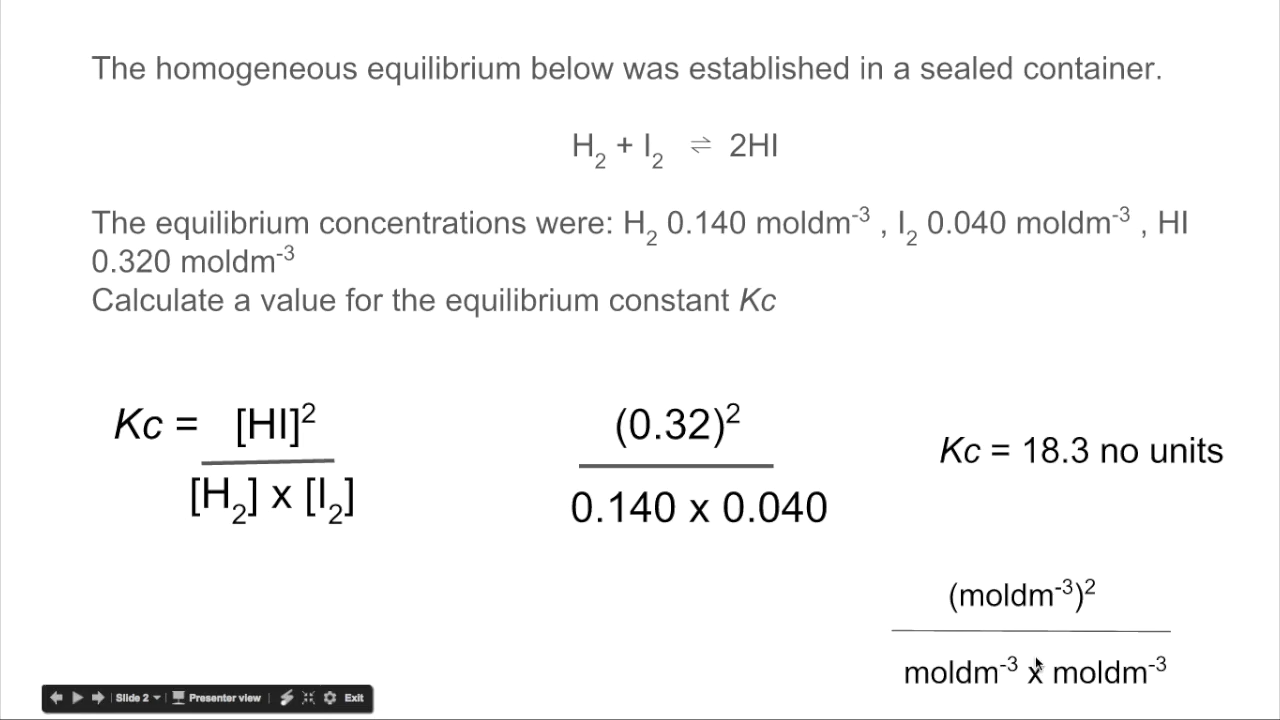 The homogeneous equilibrium below was established in a sealed container.
H₂ + I₂ ⇌ 2HI
The equilibrium concentrations were: H₂ 0.140 moldm⁻³ , I₂ 0.040 moldm⁻³ , HI
0.320 moldm⁻³
Calculate a value for the equilibrium constant Kc
Kc = [HI]²
[H₂] x [I₂]
(0.32)²
0.140 x 0.040
Kc = 18.3 no units
(moldm⁻³)²
moldm⁻³ x moldm⁻³
Slide 2 Presenter view Exit